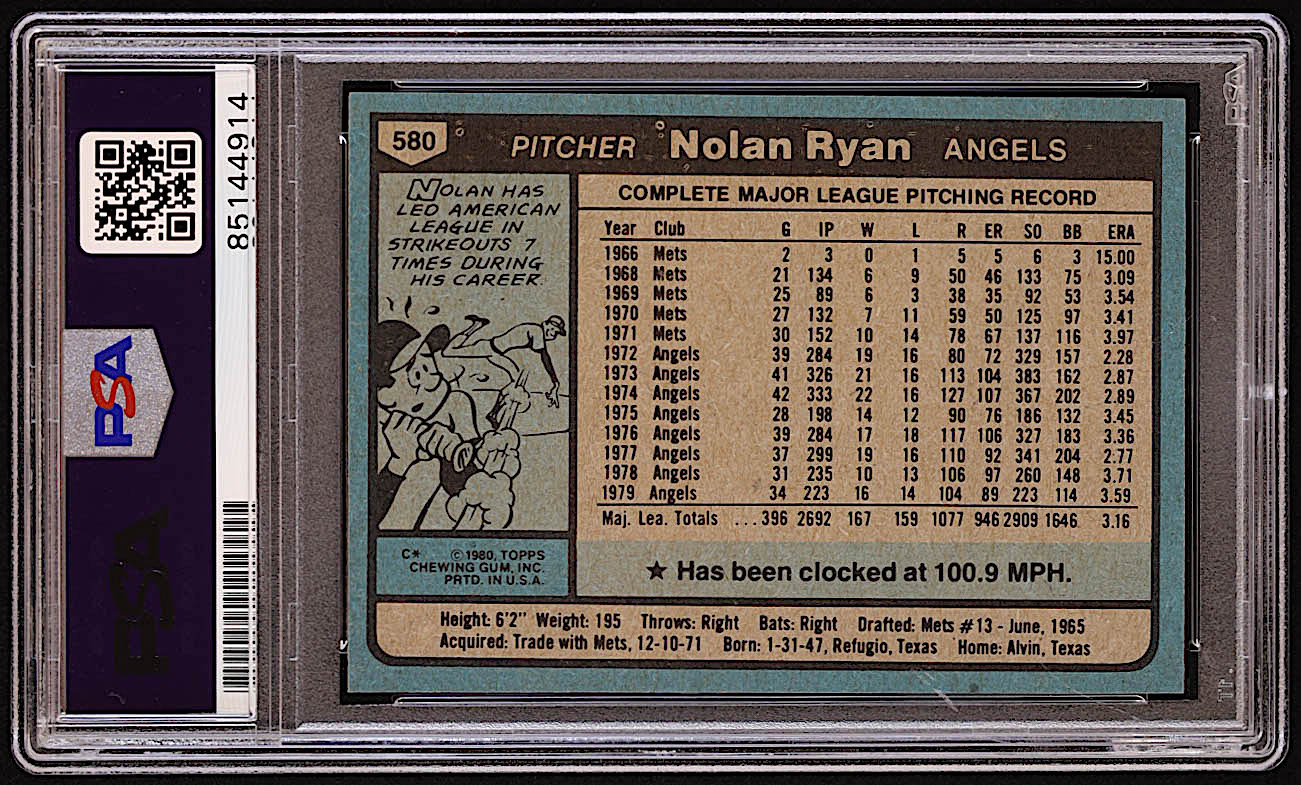 PSA
85144914
PSA
580 PITCHER Nolan Ryan ANGELS
NOLAN HAS
LED AMERICAN
LEAGUE IN
STRIKEOUTS 7
TIMES DURING
HIS CAREER.
C* © 1980, TOPPS
CHEWING GUM, INC.
PRTD. IN U.S.A.
COMPLETE MAJOR LEAGUE PITCHING RECORD
Year Club G IP W L R ER SO BB ERA
1966 Mets 2 3 0 1 5 5 6 3 15.00
1968 Mets 21 134 6 9 50 46 133 75 3.09
1969 Mets 25 89 6 3 38 35 92 53 3.54
1970 Mets 27 132 7 11 59 50 125 97 3.41
1971 Mets 30 152 10 14 78 67 137 116 3.97
1972 Angels 39 284 19 16 80 72 329 157 2.28
1973 Angels 41 326 21 16 113 104 383 162 2.87
1974 Angels 42 333 22 16 127 107 367 202 2.89
1975 Angels 28 198 14 12 90 76 186 132 3.45
1976 Angels 39 284 17 18 117 106 327 183 3.36
1977 Angels 37 299 19 16 110 92 341 204 2.77
1978 Angels 31 235 10 13 106 97 260 148 3.71
1979 Angels 34 223 16 14 104 89 223 114 3.59
Maj. Lea. Totals ...396 2692 167 159 1077 946 2909 1646 3.16
★ Has been clocked at 100.9 MPH.
Height: 6'2" Weight: 195 Throws: Right Bats: Right Drafted: Mets #13 - June, 1965
Acquired: Trade with Mets, 12-10-71 Born: 1-31-47, Refugio, Texas Home: Alvin, Texas
PSA